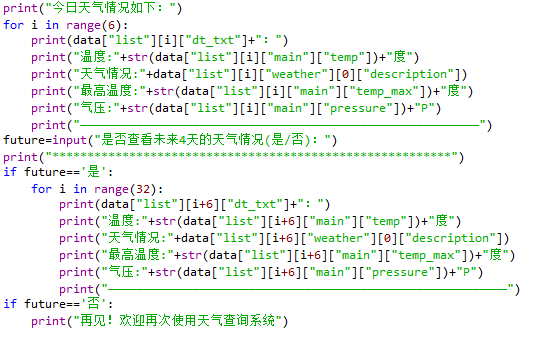 print("今日天气情况如下：")
for i in range(6):
    print(data["list"][i]["dt_txt"]+"：")
    print("温度:"+str(data["list"][i]["main"]["temp"])+"度")
    print("天气情况:"+data["list"][i]["weather"][0]["description"])
    print("最高温度:"+str(data["list"][i]["main"]["temp_max"])+"度")
    print("气压:"+str(data["list"][i]["main"]["pressure"])+"P")
    print("—————————————————————————————————")
future=input("是否查看未来4天的天气情况(是/否)：")
print("*********************************************************")
if future=='是':
    for i in range(32):
        print(data["list"][i+6]["dt_txt"]+"：")
        print("温度:"+str(data["list"][i+6]["main"]["temp"])+"度")
        print("天气情况:"+data["list"][i+6]["weather"][0]["description"])
        print("最高温度:"+str(data["list"][i+6]["main"]["temp_max"])+"度")
        print("气压:"+str(data["list"][i+6]["main"]["pressure"])+"P")
        print("———————————————————————————————————")
if future=='否':
    print("再见！欢迎再次使用天气查询系统")